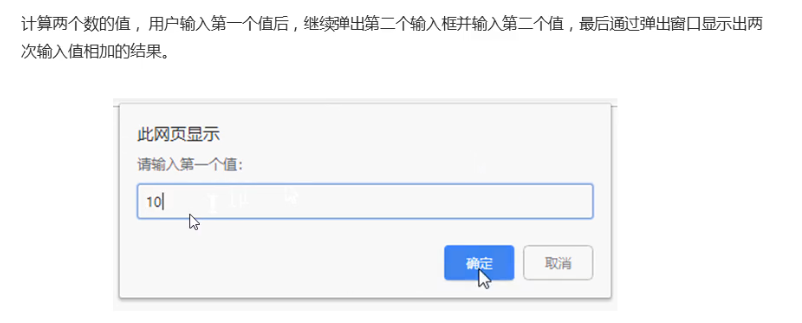 计算两个数的值，用户输入第一个值后，继续弹出第二个输入框并输入第二个值，最后通过弹出窗口显示出两
次输入值相加的结果。
此网页显示
请输入第一个值：
10
确定
取消